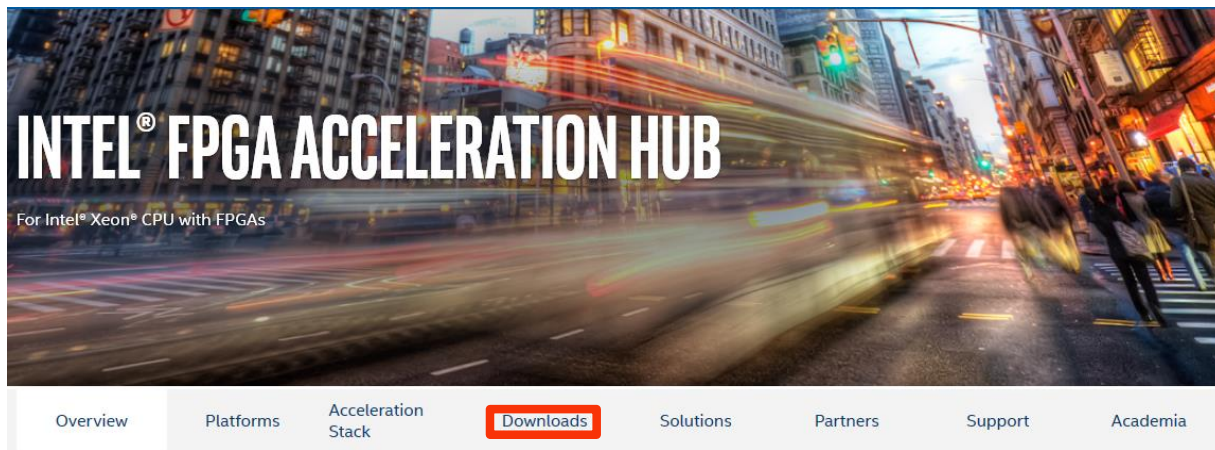 INTEL® FPGA ACCELERATION HUB
For Intel® Xeon® CPU with FPGAs
Overview
Platforms
Acceleration
Stack
Downloads
Solutions
Partners
Support
Academia